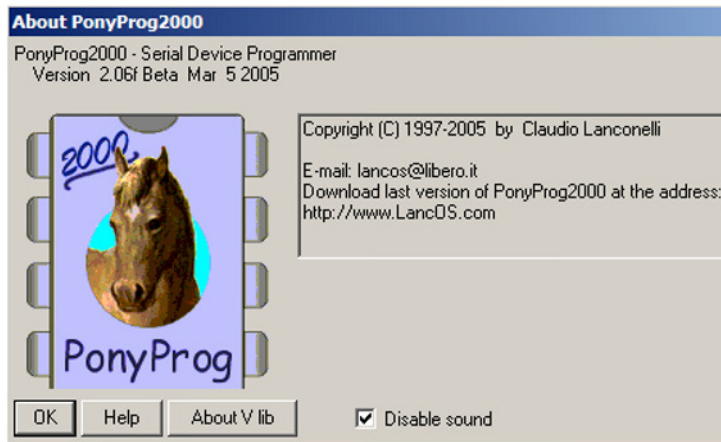 About PonyProg2000
PonyProg2000 - Serial Device Programmer
Version 2.06f Beta Mar 5 2005
2000
PonyProg
Copyright (C) 1997-2005 by Claudio Lanconelli
E-mail: lancos@libero.it
Download last version of PonyProg2000 at the address:
http://www.LancOS.com
OK
Help
About V lib
Disable sound